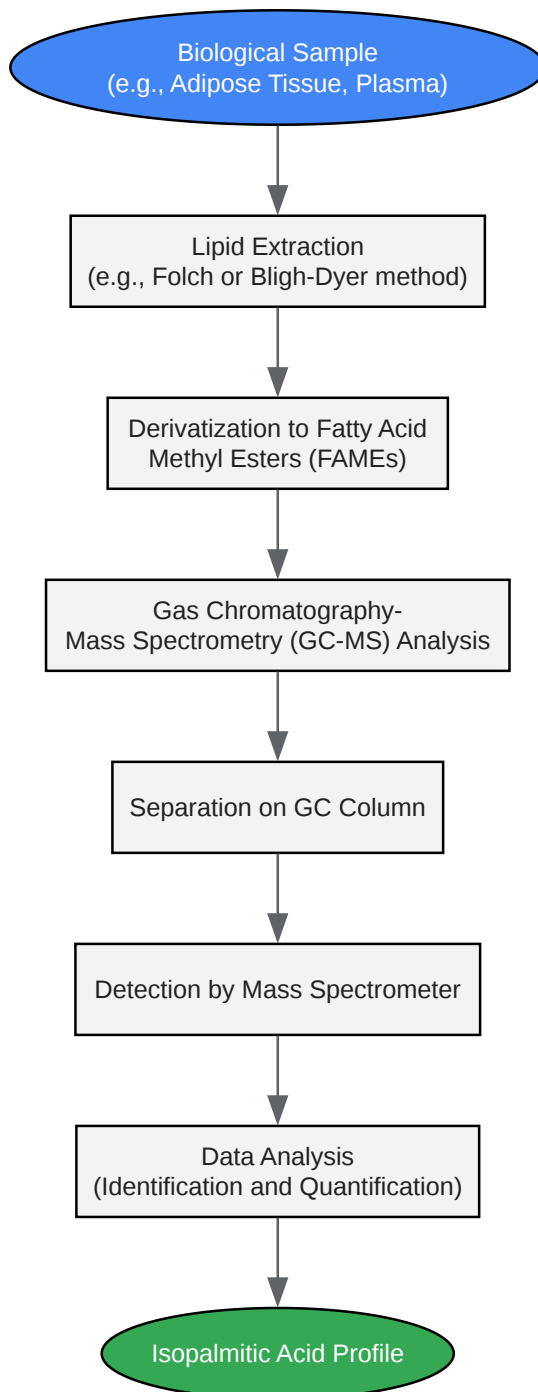 Biological Sample
(e.g., Adipose Tissue, Plasma)
Lipid Extraction
(e.g., Folch or Bligh-Dyer method)
Derivatization to Fatty Acid
Methyl Esters (FAMEs)
Gas Chromatography-
Mass Spectrometry (GC-MS) Analysis
Separation on GC Column
Detection by Mass Spectrometer
Data Analysis
(Identification and Quantification)
Isopalmitic Acid Profile